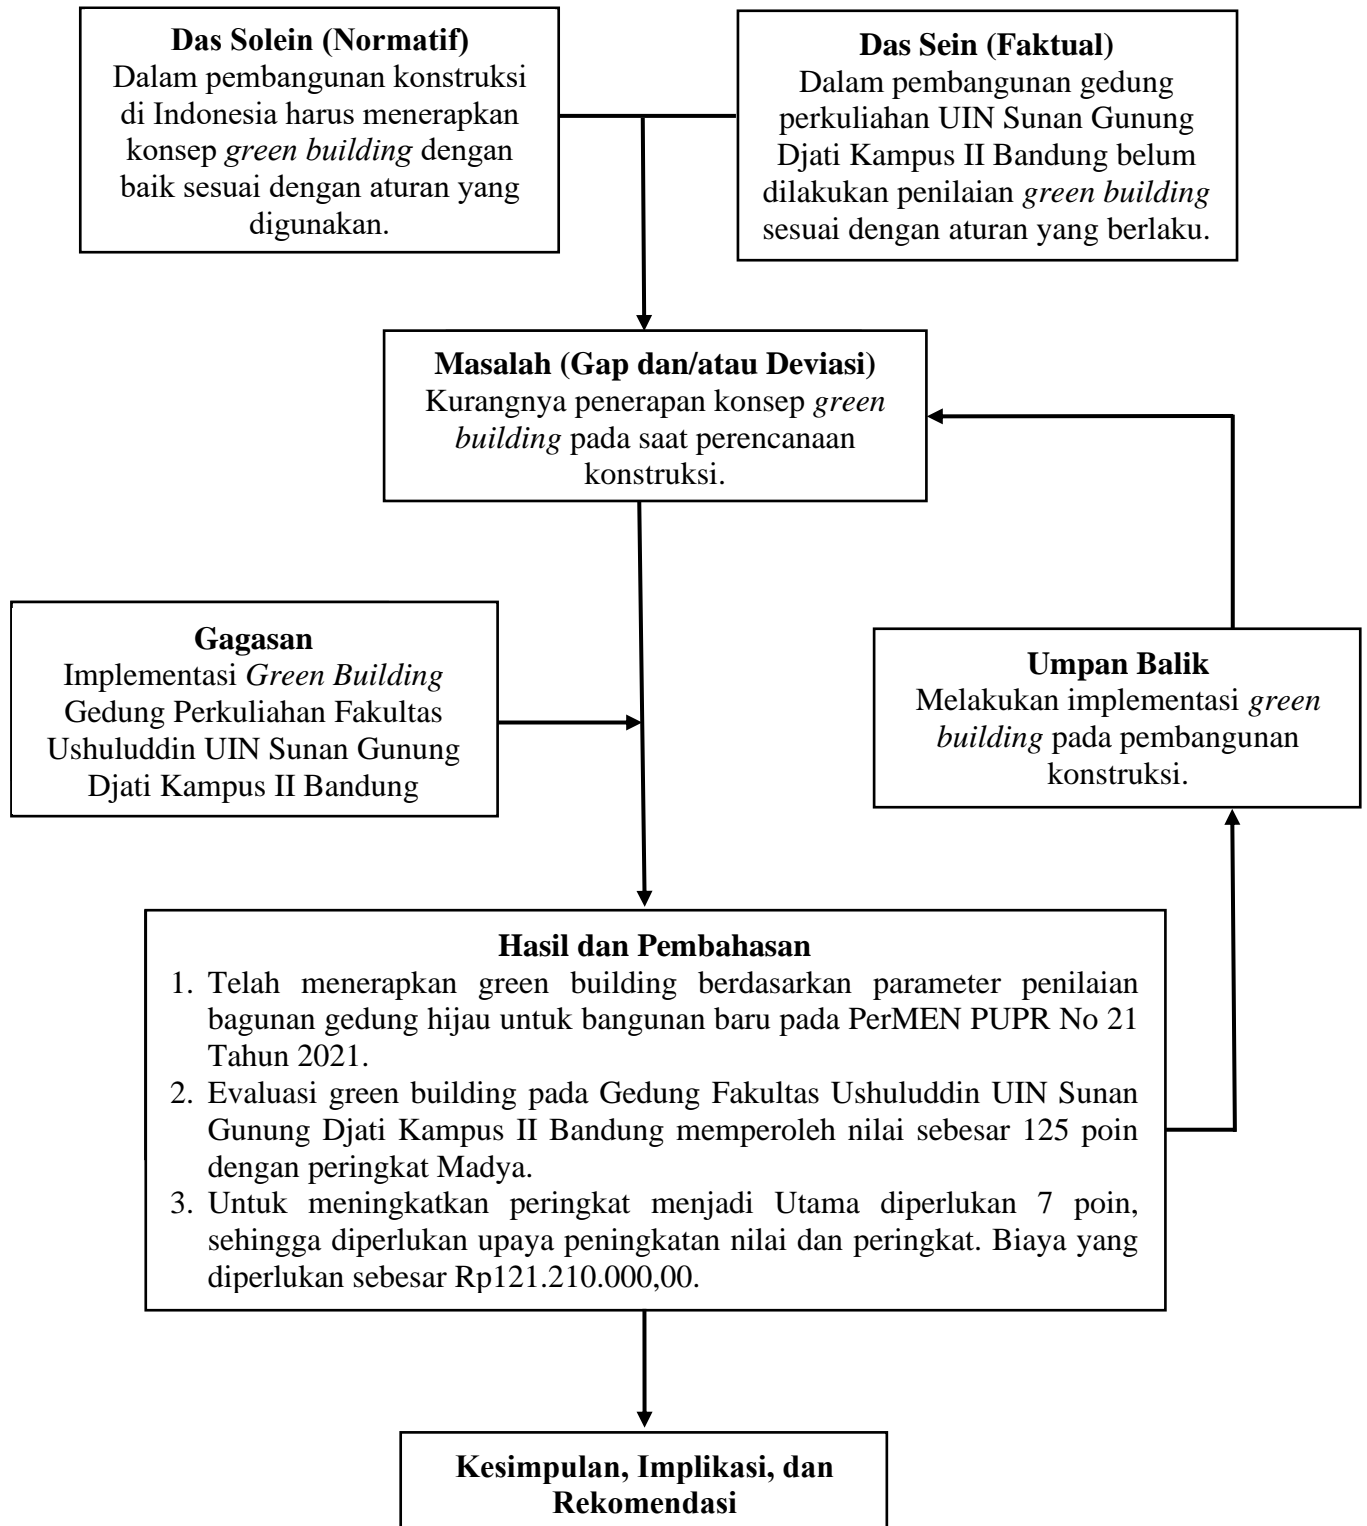 Das Solein (Normatif)
Dalam pembangunan konstruksi
di Indonesia harus menerapkan
konsep green building dengan
baik sesuai dengan aturan yang
digunakan.
Das Sein (Faktual)
Dalam pembangunan gedung
perkuliahan UIN Sunan Gunung
Djati Kampus II Bandung belum
dilakukan penilaian green building
sesuai dengan aturan yang berlaku.
Masalah (Gap dan/atau Deviasi)
Kurangnya penerapan konsep green
building pada saat perencanaan
konstruksi.
Gagasan
Implementasi Green Building
Gedung Perkuliahan Fakultas
Ushuluddin UIN Sunan Gunung
Djati Kampus II Bandung
Umpan Balik
Melakukan implementasi green
building pada pembangunan
konstruksi.
Hasil dan Pembahasan
1. Telah menerapkan green building berdasarkan parameter penilaian
bagunan gedung hijau untuk bangunan baru pada PerMEN PUPR No 21
Tahun 2021.
2. Evaluasi green building pada Gedung Fakultas Ushuluddin UIN Sunan
Gunung Djati Kampus II Bandung memperoleh nilai sebesar 125 poin
dengan peringkat Madya.
3. Untuk meningkatkan peringkat menjadi Utama diperlukan 7 poin,
sehingga diperlukan upaya peningkatan nilai dan peringkat. Biaya yang
diperlukan sebesar Rp121.210.000,00.
Kesimpulan, Implikasi, dan
Rekomendasi